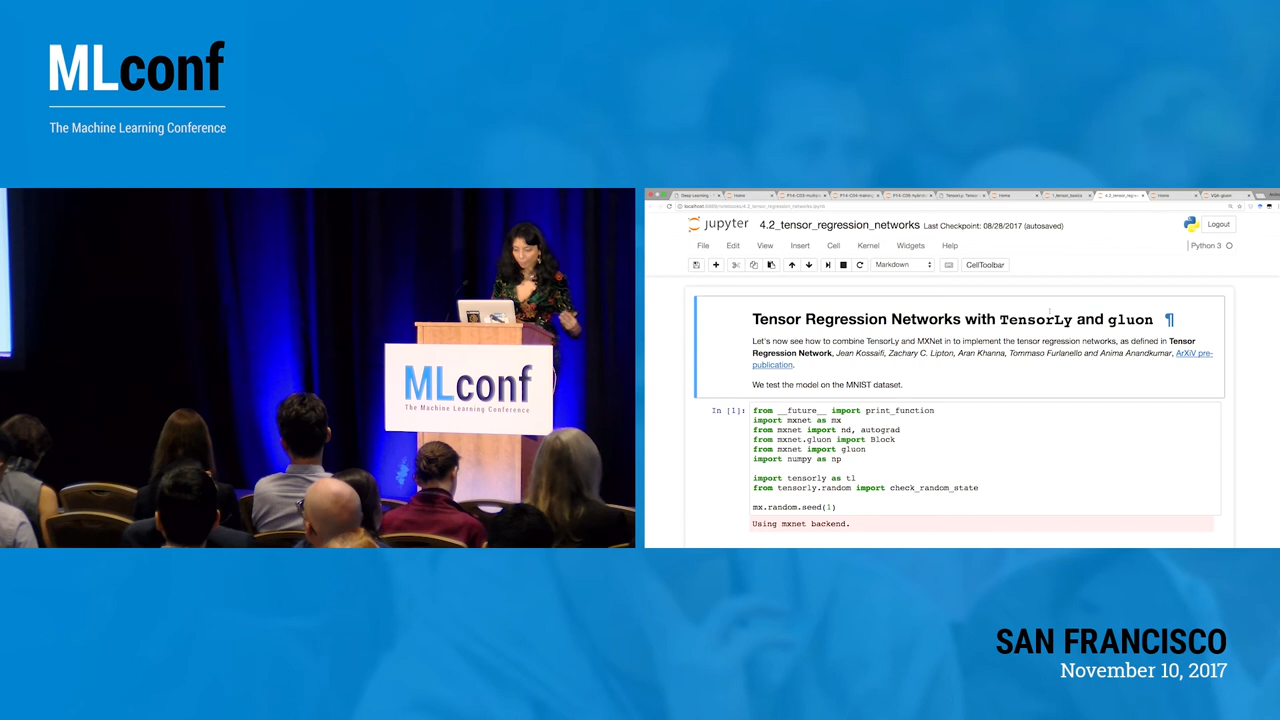 MLconf
The Machine Learning Conference
MLconf
The Machine Learning Conference
Home
1_tensor_basics
4.2_tensor_regre
Home
jupyter 4.2_tensor_regression_networks Last Checkpoint: 08/28/2017 (autosaved)
Logout
File Edit View Insert Cell Kernel Widgets Help
Python 3
Markdown
CellToolbar
Tensor Regression Networks with TensorLy and gluon ¶
Let's now see how to combine TensorLy and MXNet in to implement the tensor regression networks, as defined in Tensor
Regression Network, Jean Kossaifi, Zachary C. Lipton, Aran Khanna, Tommaso Furlanello and Anima Anandkumar, ArXiV pre-
publication.
We test the model on the MNIST dataset.
In [1]: from __future__ import print_function
import mxnet as mx
from mxnet import nd, autograd
from mxnet.gluon import Block
from mxnet import gluon
import numpy as np
import tensorly as tl
from tensorly.random import check_random_state
mx.random.seed(1)
Using mxnet backend.
SAN FRANCISCO
November 10, 2017